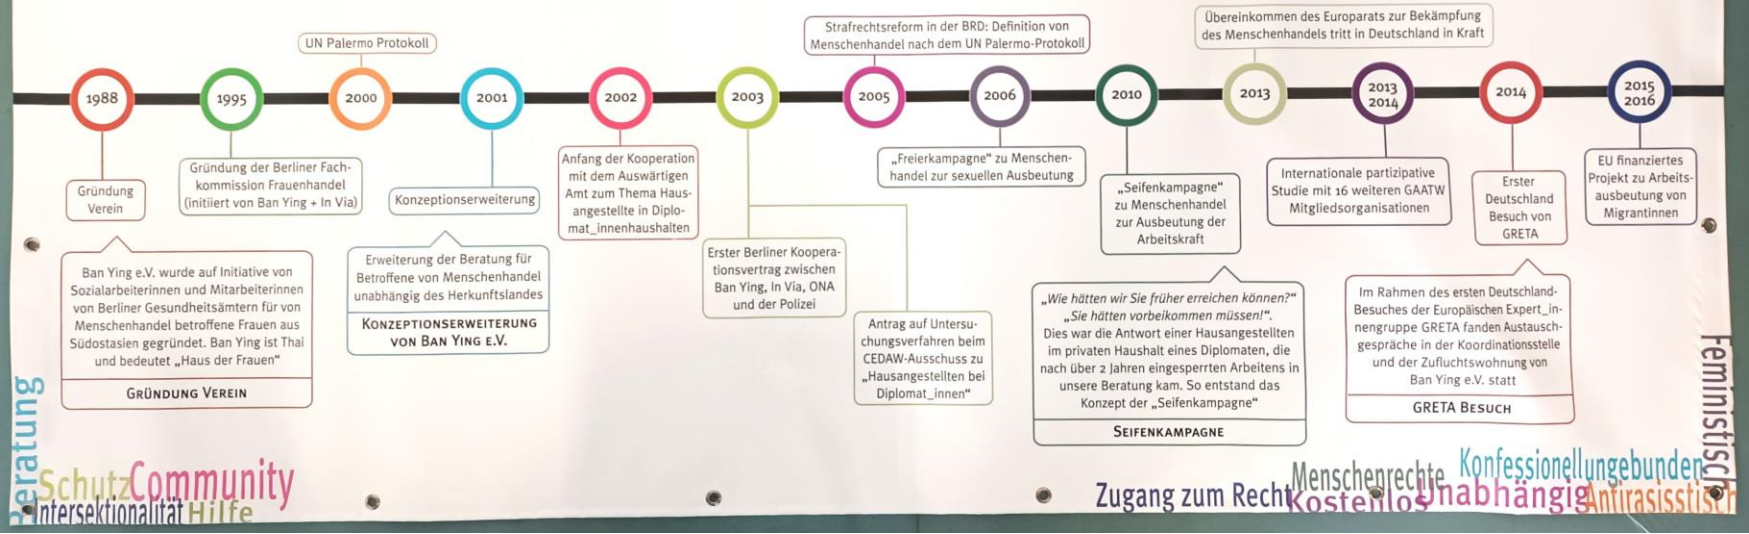 UN Palermo Protokoll
Strafrechtsreform in der BRD: Definition von
Menschenhandel nach dem UN Palermo-Protokoll
Übereinkommen des Europarats zur Bekämpfung
des Menschenhandels tritt in Deutschland in Kraft
1988
1995
2000
2001
2002
2003
2005
2006
2010
2013
2013
2014
2014
2015
2016
Gründung
Verein
Gründung der Berliner Fach-
kommission Frauenhandel
(initiiert von Ban Ying + In Via)
Konzeptionserweiterung
Anfang der Kooperation
mit dem Auswärtigen
Amt zum Thema Haus-
angestellte in Diplo-
mat_innenhaushalten
Erster Berliner Koopera-
tionsvertrag zwischen
Ban Ying, In Via, ONA
und der Polizei
Antrag auf Untersu-
chungsverfahren beim
CEDAW-Ausschuss zu
„Hausangestellten bei
Diplomat_innen“
„Freierkampagne“ zu Menschen-
handel zur sexuellen Ausbeutung
„Seifenkampagne“
zu Menschenhandel
zur Ausbeutung der
Arbeitskraft
Internationale partizipative
Studie mit 16 weiteren GAATW
Mitgliedsorganisationen
Erster
Deutschland
Besuch von
GRETA
EU finanziertes
Projekt zu Arbeits-
ausbeutung von
Migrantinnen
Ban Ying e.V. wurde auf Initiative von
Sozialarbeiterinnen und Mitarbeiterinnen
von Berliner Gesundheitsämtern für von
Menschenhandel betroffene Frauen aus
Südostasien gegründet. Ban Ying ist Thai
und bedeutet „Haus der Frauen“
GRÜNDUNG VEREIN
Erweiterung der Beratung für
Betroffene von Menschenhandel
unabhängig des Herkunftslandes
KONZEPTIONSERWEITERUNG
VON BAN YING E.V.
„Wie hätten wir Sie früher erreichen können?“
„Sie hätten vorbeikommen müssen!“.
Dies war die Antwort einer Hausangestellten
im privaten Haushalt eines Diplomaten, die
nach über 2 Jahren eingesperrten Arbeitens in
unsere Beratung kam. So entstand das
Konzept der „Seifenkampagne“
SEIFENKAMPAGNE
Im Rahmen des ersten Deutschland-
Besuches der Europäischen Expert_in-
nengruppe GRETA fanden Austausch-
gespräche in der Koordinationsstelle
und der Zufluchtswohnung von
Ban Ying e.V. statt
GRETA BESUCH
Beratung
Schutz
Community
Intersektionalität
Hilfe
Zugang zum Recht
Menschenrechte
Kostenlos
Konfessionellungebunden
Unabhängig
Antirasisstisch
Feministisch